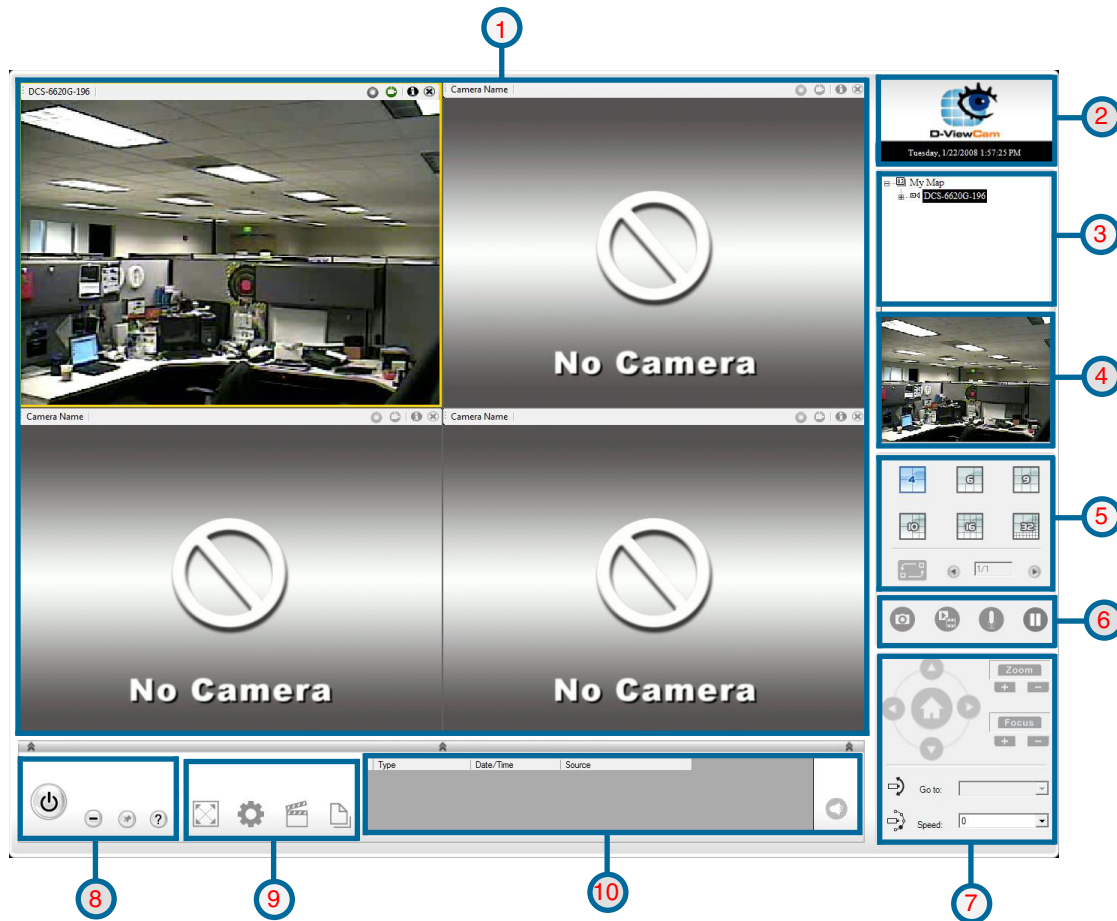 1
DCS-6620G-196
Camera Name
No Camera
Camera Name
No Camera
Camera Name
No Camera
D-ViewCam
Tuesday, 1/22/2008 1:57:25 PM
2
My Map
DCS-6620G-196
3
4
4 6 9
10 16 32
1/1
5
6
Zoom
+ −
Focus
+ −
Go to:
Speed: 0
7
?
8
9
Type Date/Time Source
10